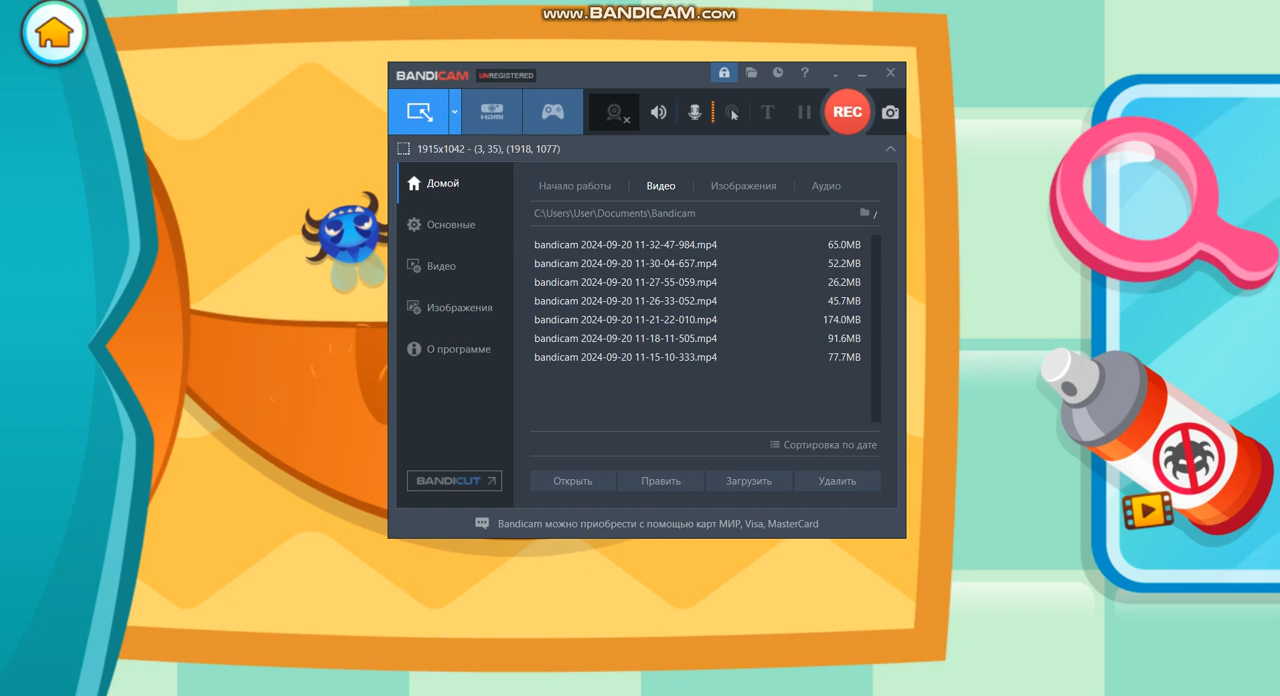 www.BANDICAM.com
BANDICAM UNREGISTERED
HDMI
T
REC
1915x1042 - (3, 35), (1918, 1077)
Домой
Основные
Видео
Изображения
О программе
BANDICUT
Начало работы
Видео
Изображения
Аудио
C:\Users\User\Documents\Bandicam
bandicam 2024-09-20 11-32-47-984.mp4 65.0MB
bandicam 2024-09-20 11-30-04-657.mp4 52.2MB
bandicam 2024-09-20 11-27-55-059.mp4 26.2MB
bandicam 2024-09-20 11-26-33-052.mp4 45.7MB
bandicam 2024-09-20 11-21-22-010.mp4 174.0MB
bandicam 2024-09-20 11-18-11-505.mp4 91.6MB
bandicam 2024-09-20 11-15-10-333.mp4 77.7MB
Сортировка по дате
Открыть
Править
Загрузить
Удалить
Bandicam можно приобрести с помощью карт МИР, Visa, MasterCard